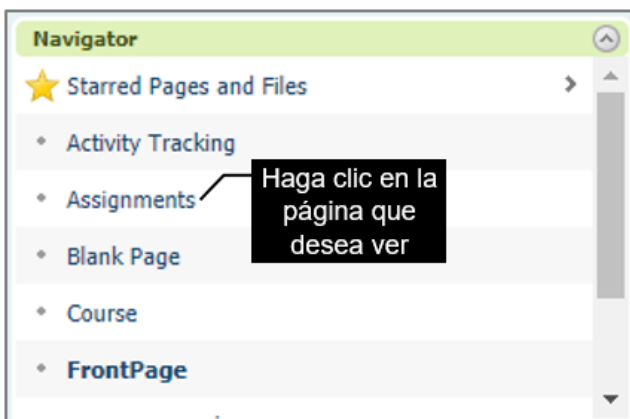 Navigator
Starred Pages and Files
Activity Tracking
Assignments
Haga clic en la
página que
desea ver
Blank Page
Course
FrontPage